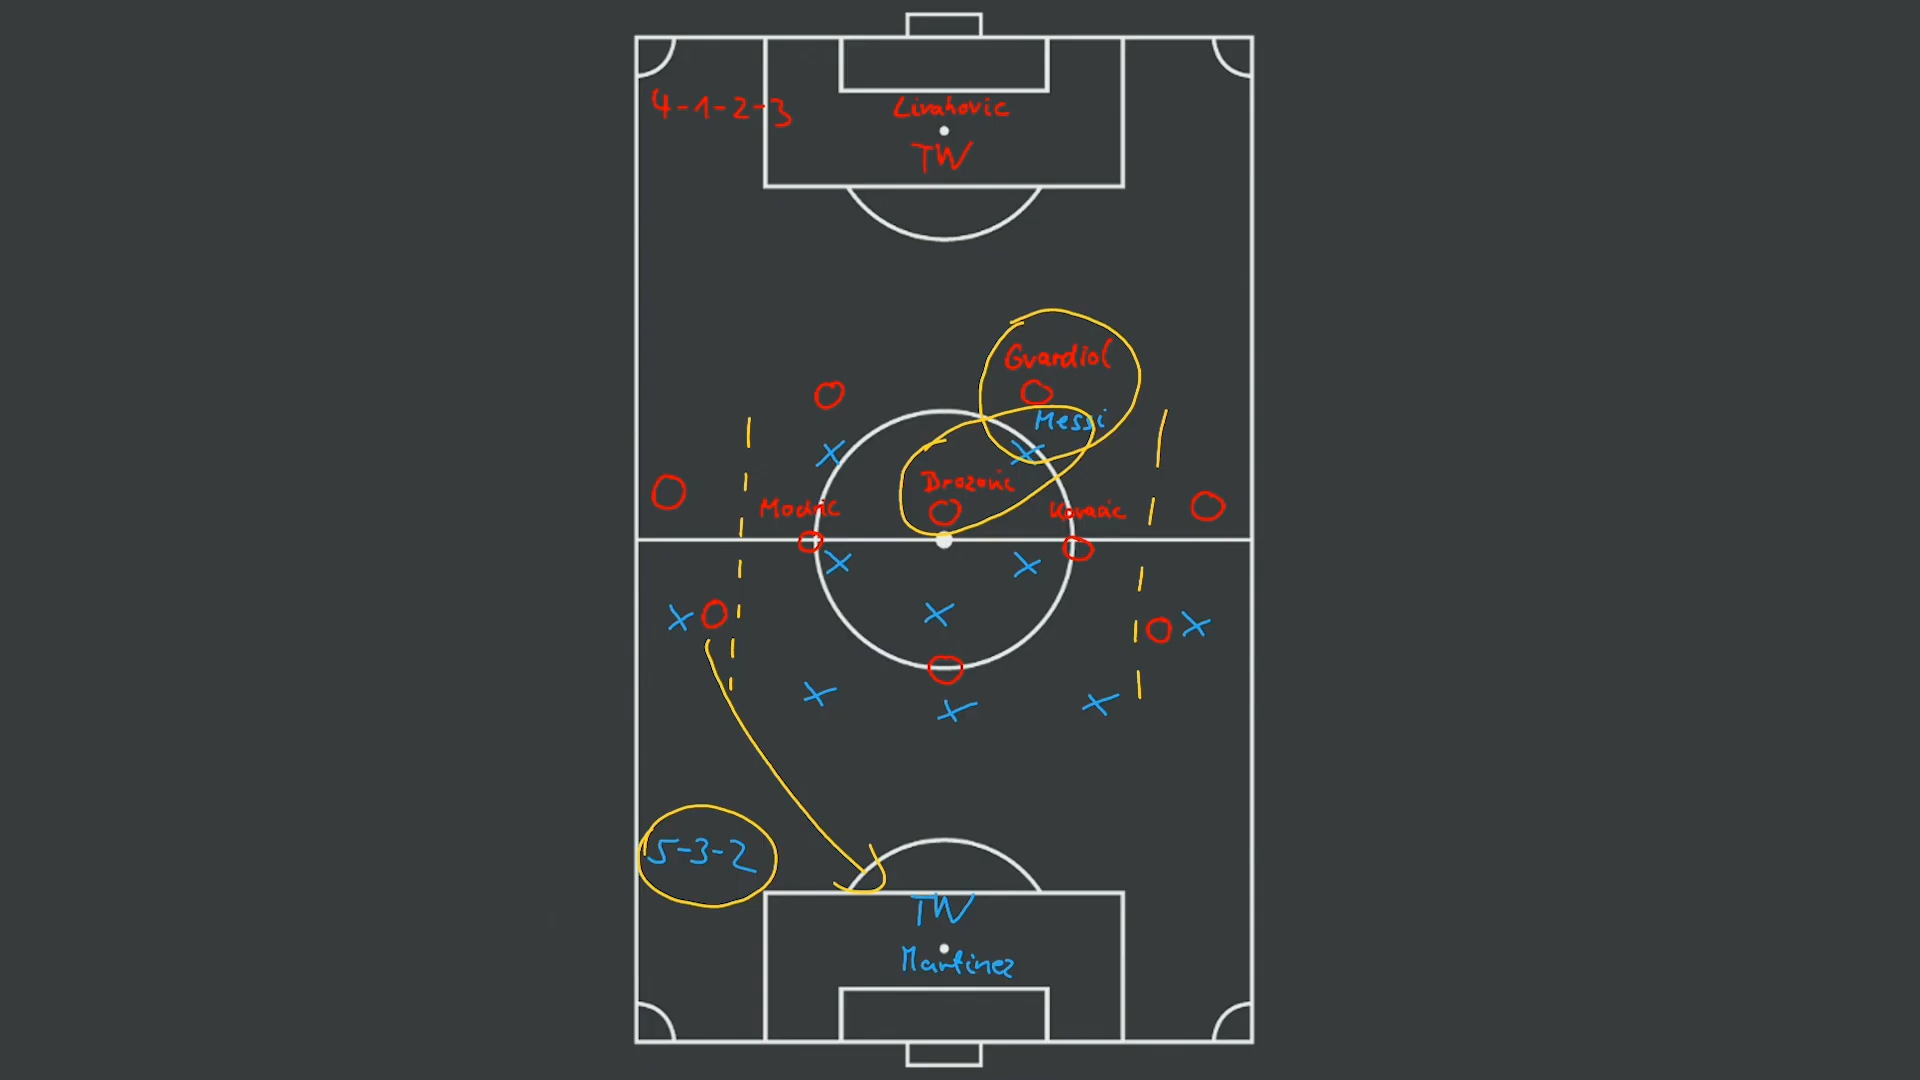 4-1-2-3
Livakovic
TW
Gvardiol
Messi
Brozovic
Modric
Kovacic
5-3-2
TW
Martinez